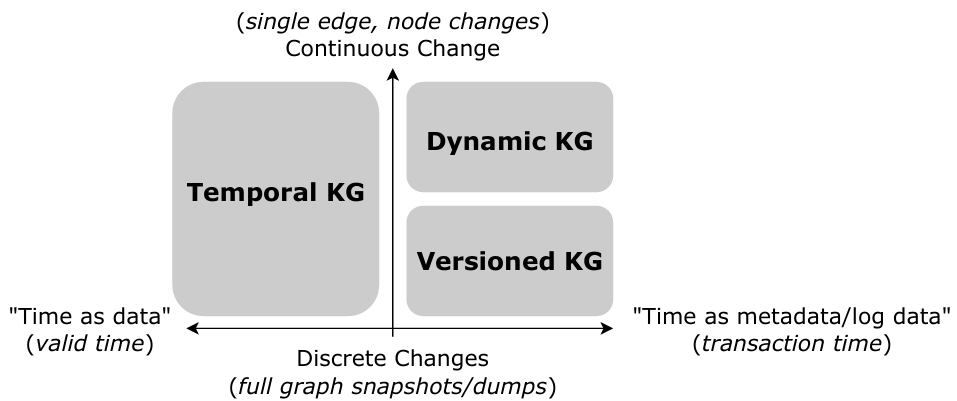 (single edge, node changes)
Continuous Change
Dynamic KG
Temporal KG
Versioned KG
"Time as data"
(valid time)
"Time as metadata/log data"
(transaction time)
Discrete Changes
(full graph snapshots/dumps)